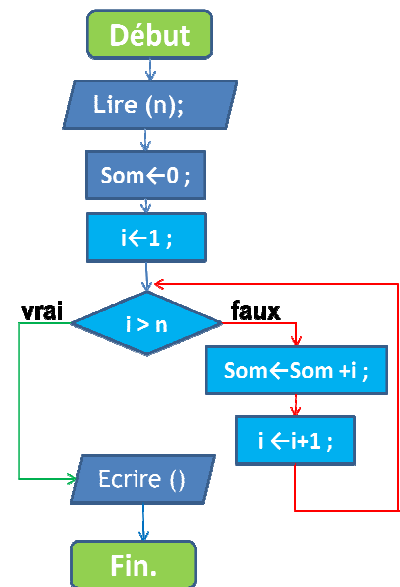 Début
Lire (n);
Som←0 ;
i←1 ;
vrai
i > n
faux
Som←Som +i ;
i ←i+1 ;
Ecrire ()
Fin.